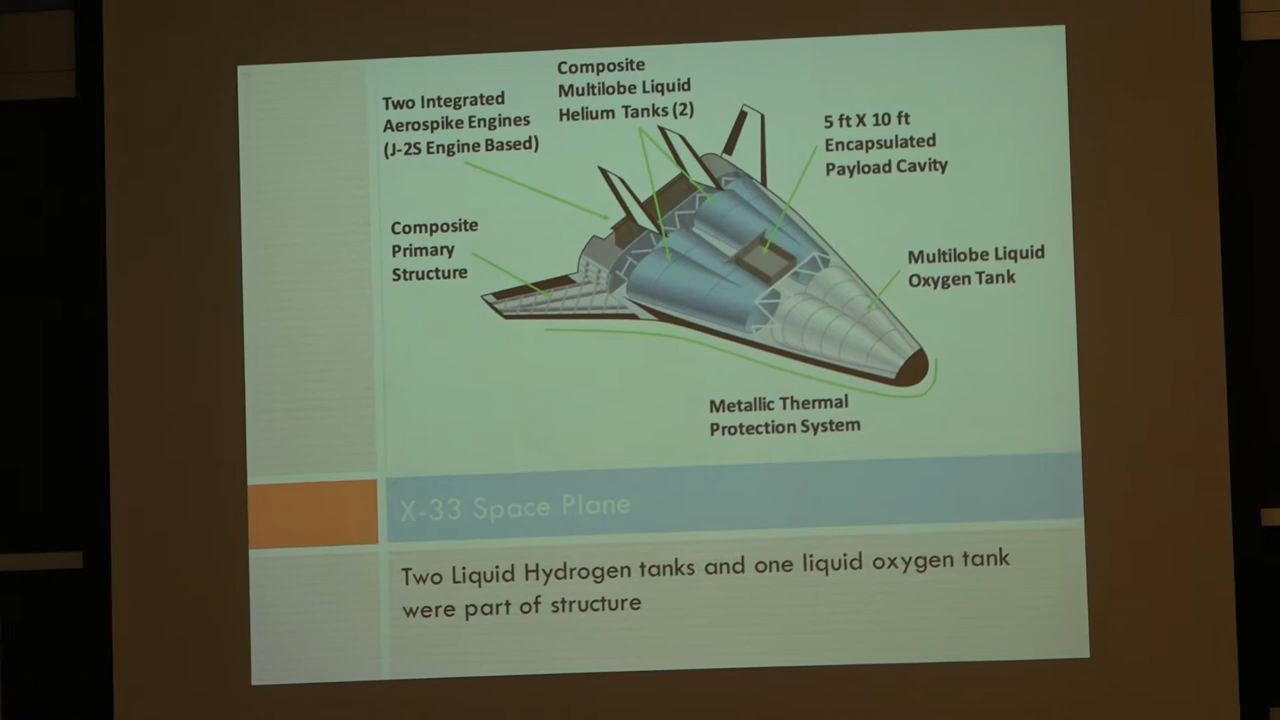 Composite
Multilobe Liquid
Helium Tanks (2)
Two Integrated
Aerospike Engines
(J-2S Engine Based)
5 ft X 10 ft
Encapsulated
Payload Cavity
Composite
Primary
Structure
Multilobe Liquid
Oxygen Tank
Metallic Thermal
Protection System
X-33 Space Plane
Two Liquid Hydrogen tanks and one liquid oxygen tank
were part of structure